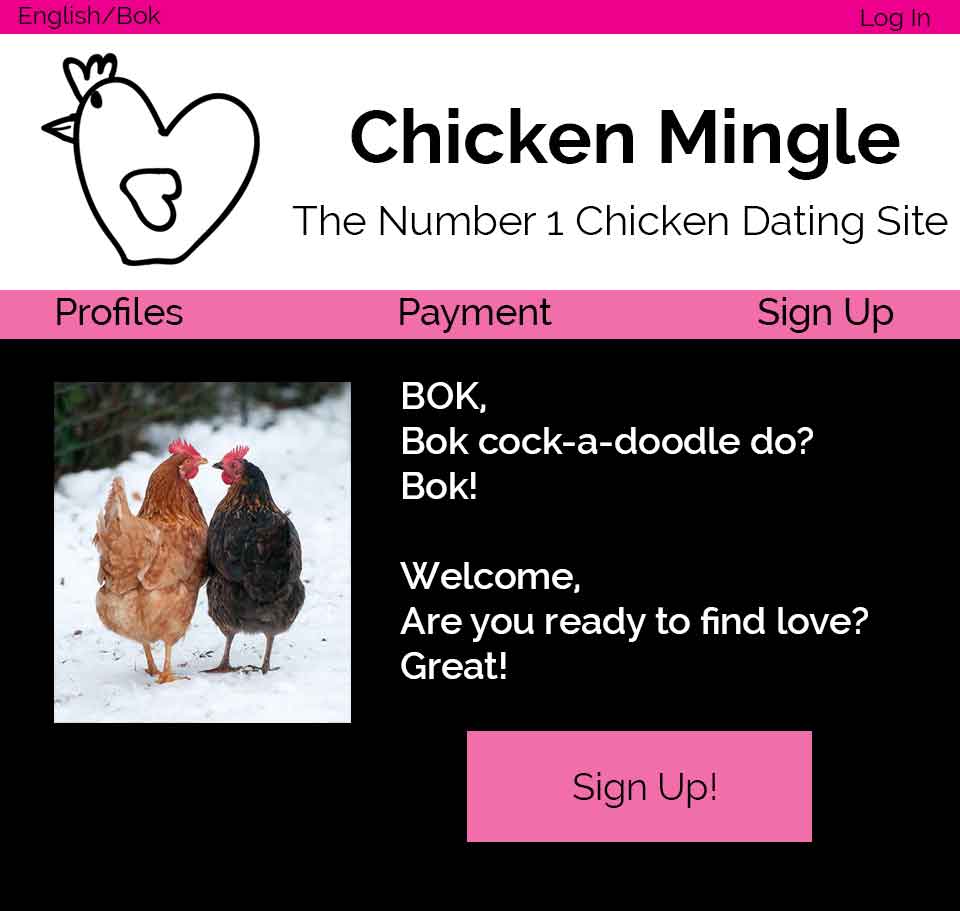 English/Bok
Log In
Chicken Mingle
The Number 1 Chicken Dating Site
Profiles
Payment
Sign Up
BOK,
Bok cock-a-doodle do?
Bok!
Welcome,
Are you ready to find love?
Great!
Sign Up!